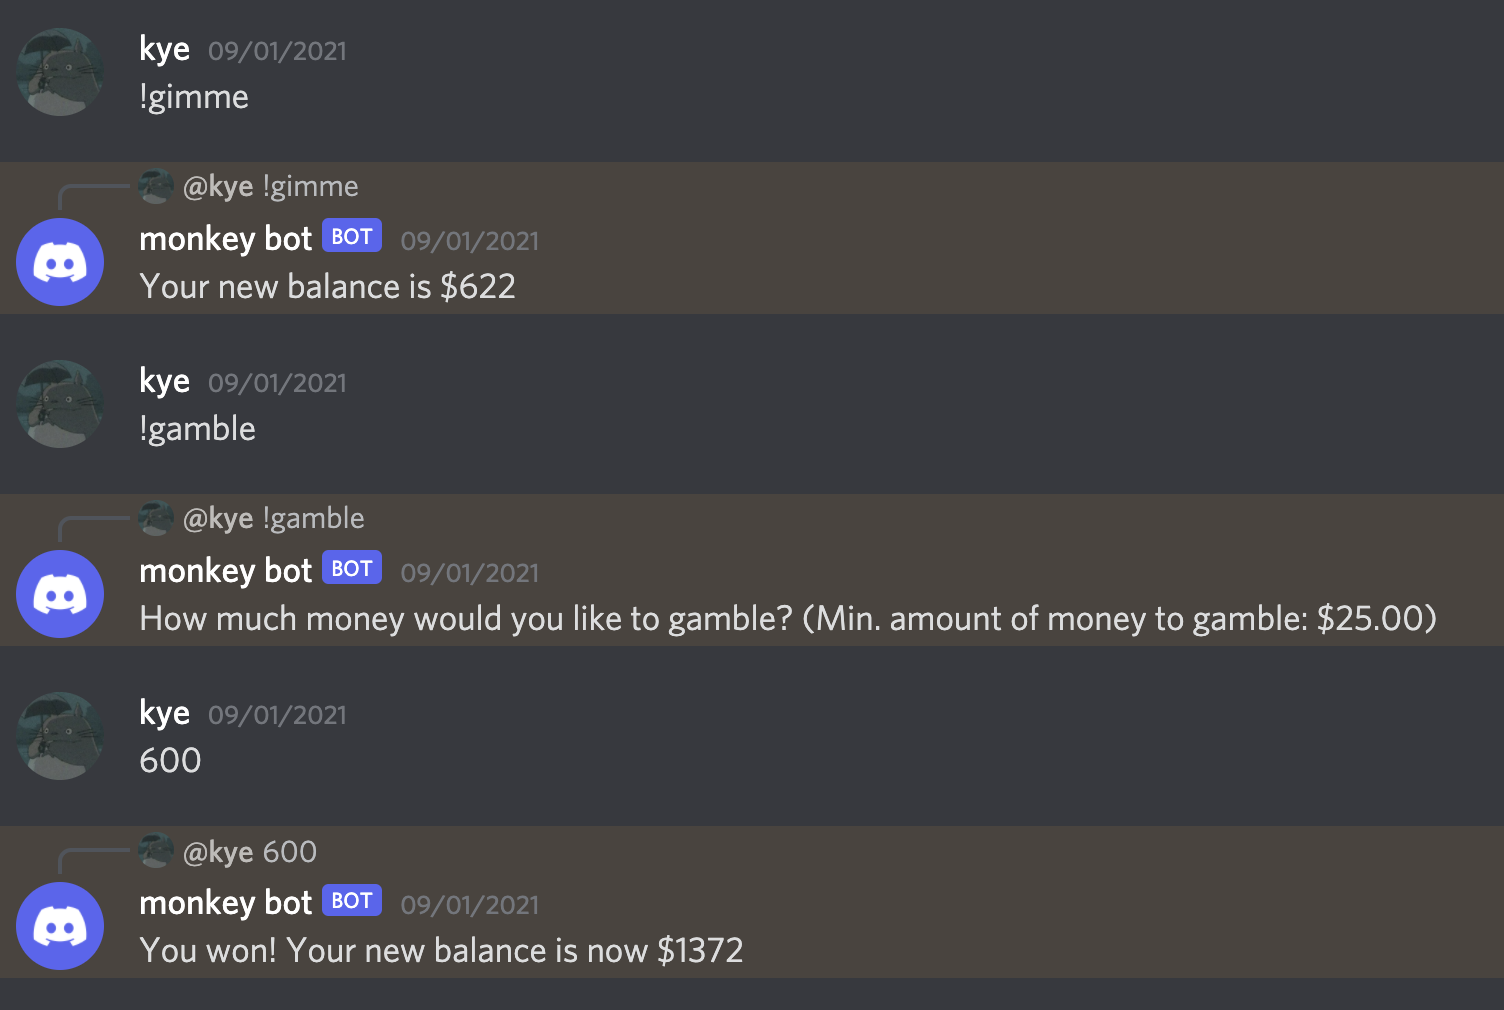 kye 09/01/2021
!gimme
@kye !gimme
monkey bot BOT 09/01/2021
Your new balance is $622
kye 09/01/2021
!gamble
@kye !gamble
monkey bot BOT 09/01/2021
How much money would you like to gamble? (Min. amount of money to gamble: $25.00)
kye 09/01/2021
600
@kye 600
monkey bot BOT 09/01/2021
You won! Your new balance is now $1372